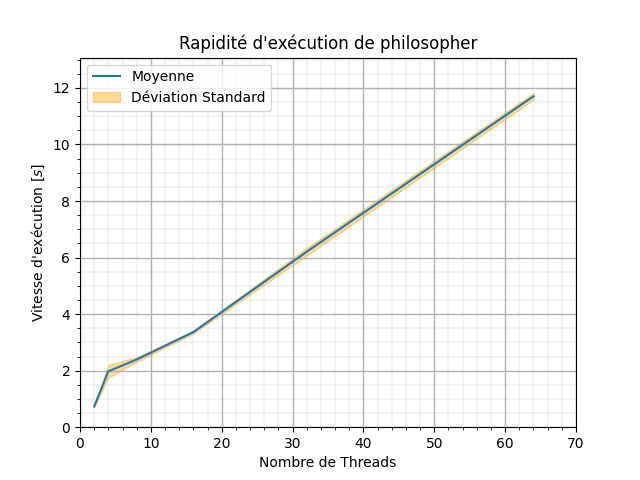 Rapidité d'exécution de philosopher
Moyenne
Déviation Standard
Vitesse d'exécution [s]
12
10
8
6
4
2
0
0 10 20 30 40 50 60 70
Nombre de Threads